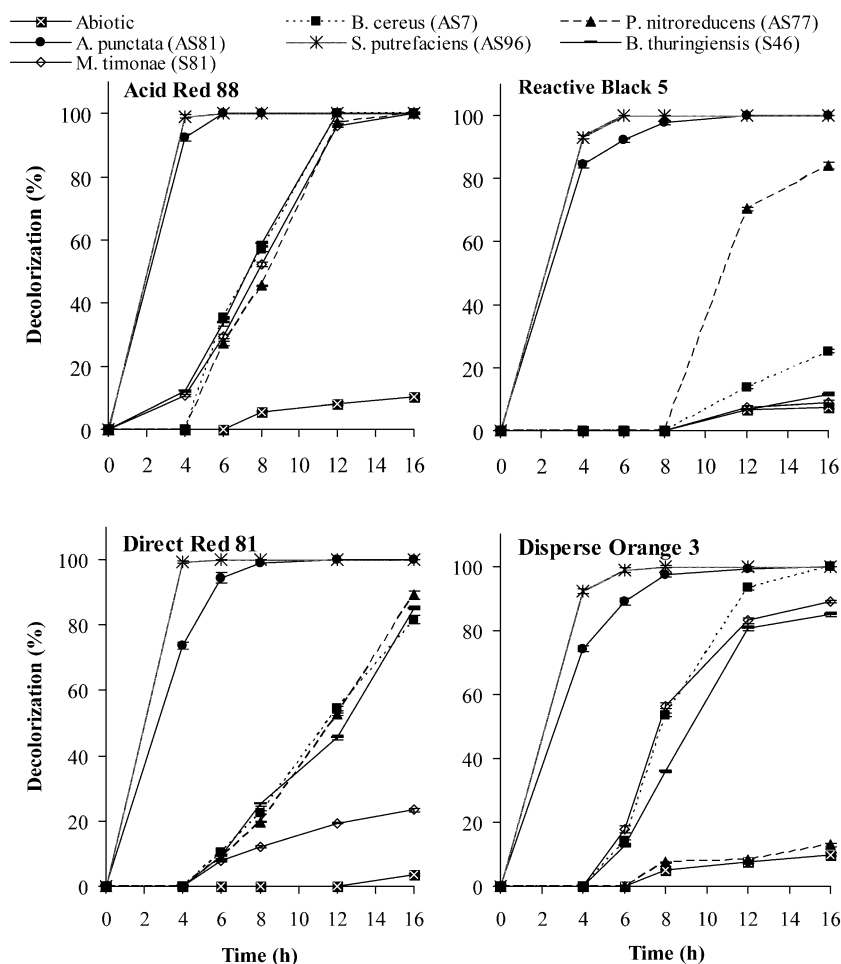 Abiotic B. cereus (AS7) P. nitroreducens (AS77)
A. punctata (AS81) S. putrefaciens (AS96) B. thuringiensis (S46)
M. timonae (S81)
Acid Red 88
Reactive Black 5
Decolorization (%)
100
80
60
40
20
0
0 2 4 6 8 10 12 14 16
100
80
60
40
20
0
0 2 4 6 8 10 12 14 16
Direct Red 81
Disperse Orange 3
Decolorization (%)
100
80
60
40
20
0
0 2 4 6 8 10 12 14 16
Time (h)
100
80
60
40
20
0
0 2 4 6 8 10 12 14 16
Time (h)